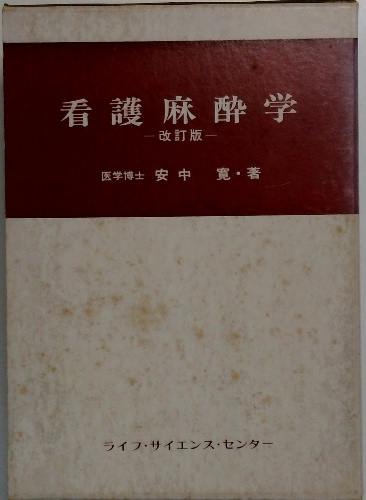 看護麻酔学
—改訂版—
医学博士 安中 寛・著
ライフ・サイエンス・センター